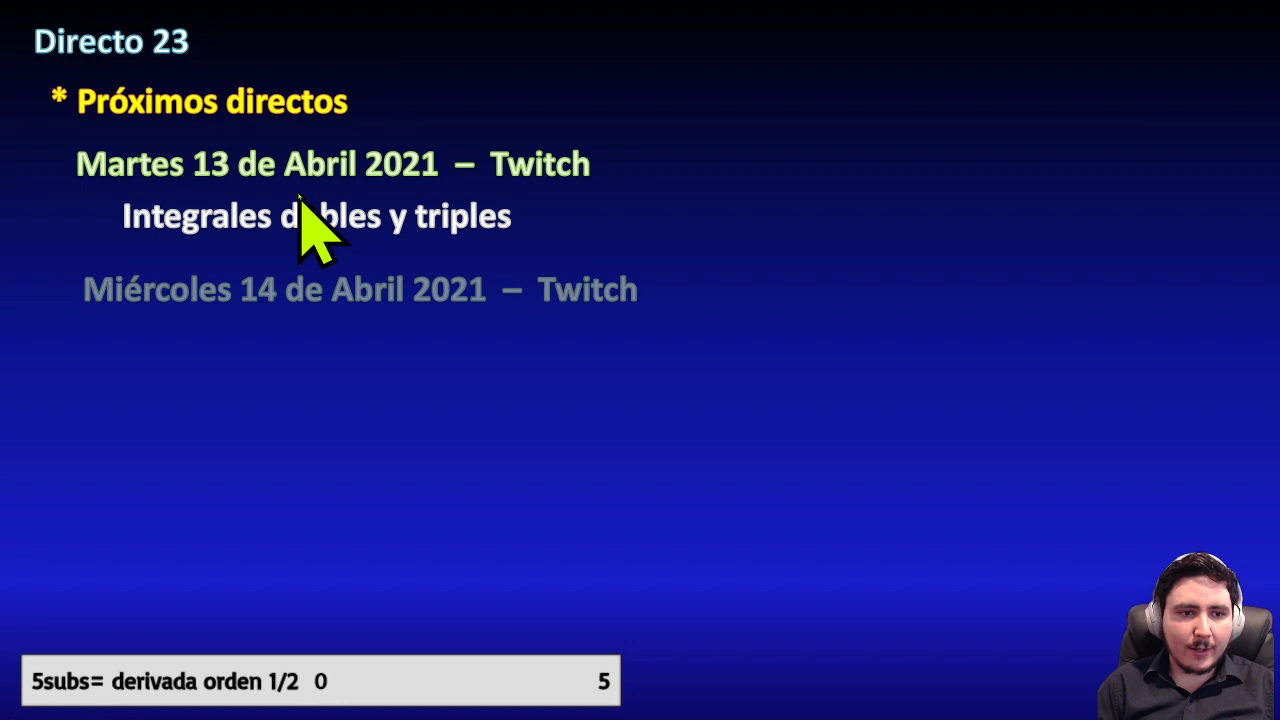 Directo 23
* Próximos directos
Martes 13 de Abril 2021 – Twitch
Integrales dobles y triples
Miércoles 14 de Abril 2021 – Twitch
5subs= derivada orden 1/2 0 5